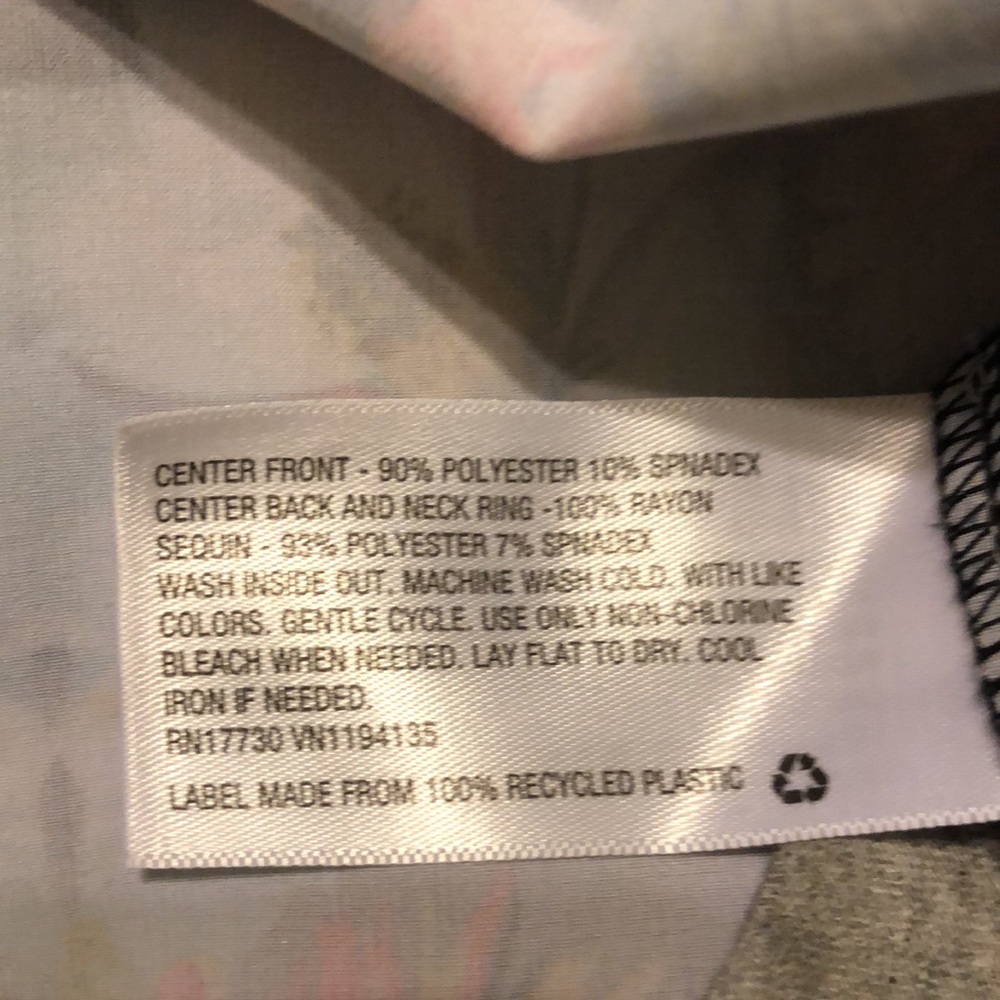 CENTER FRONT - 90% POLYESTER 10% SPNADEX
CENTER BACK AND NECK RING -100% RAYON
SEQUIN - 93% POLYESTER 7% SPNADEX
WASH INSIDE OUT. MACHINE WASH COLD. WITH LIKE
COLORS. GENTLE CYCLE. USE ONLY NON-CHLORINE
BLEACH WHEN NEEDED. LAY FLAT TO DRY. COOL
IRON IF NEEDED.
RN17730 VN1194135
LABEL MADE FROM 100% RECYCLED PLASTIC